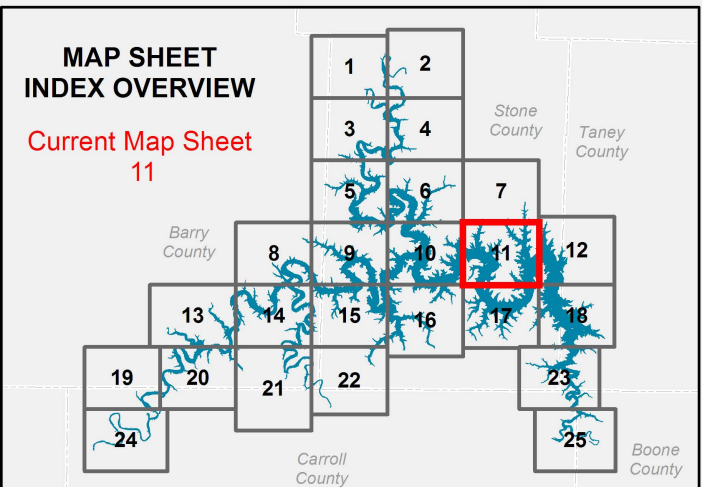 MAP SHEET
INDEX OVERVIEW
Current Map Sheet
11
1
2
3
4
Stone
County
Taney
County
5
6
7
Barry
County
8
9
10
11
12
13
14
15
16
17
18
19
20
21
22
23
24
25
Carroll
County
Boone
County